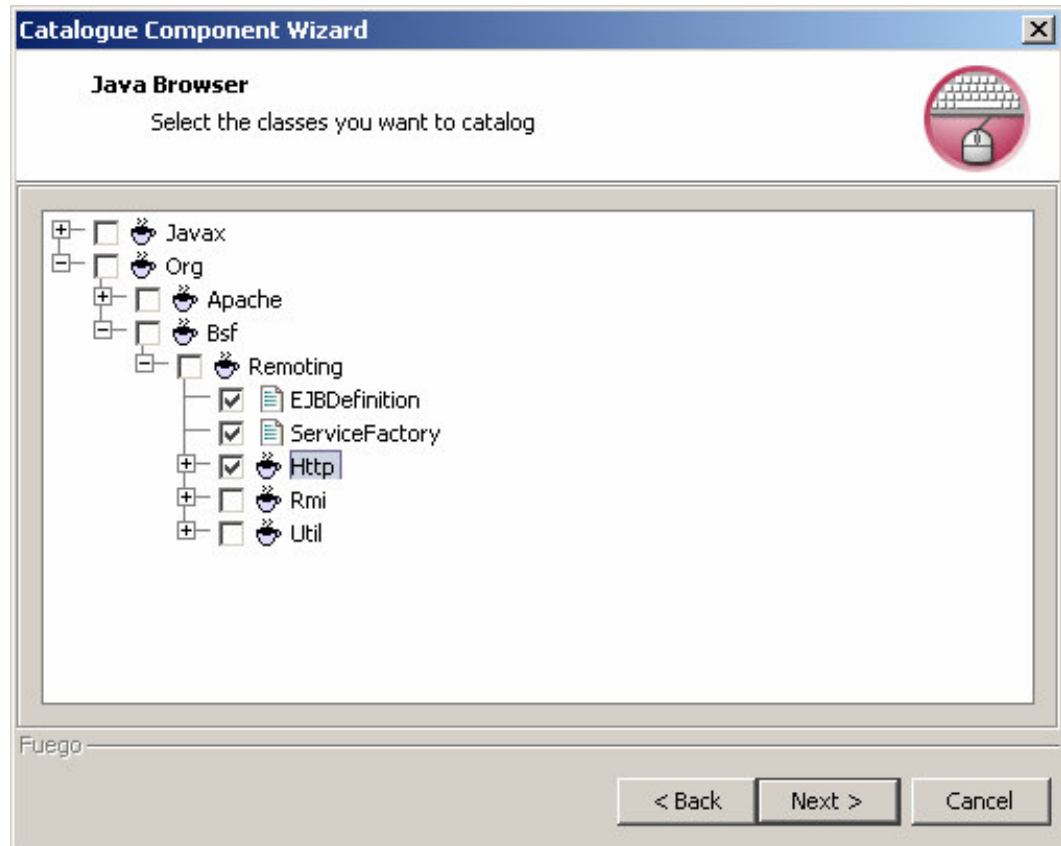 Catalogue Component Wizard
Java Browser
Select the classes you want to catalog
Javax
Org
Apache
Bsf
Remoting
EJBDefinition
ServiceFactory
Http
Rmi
Util
Fuego
< Back Next > Cancel